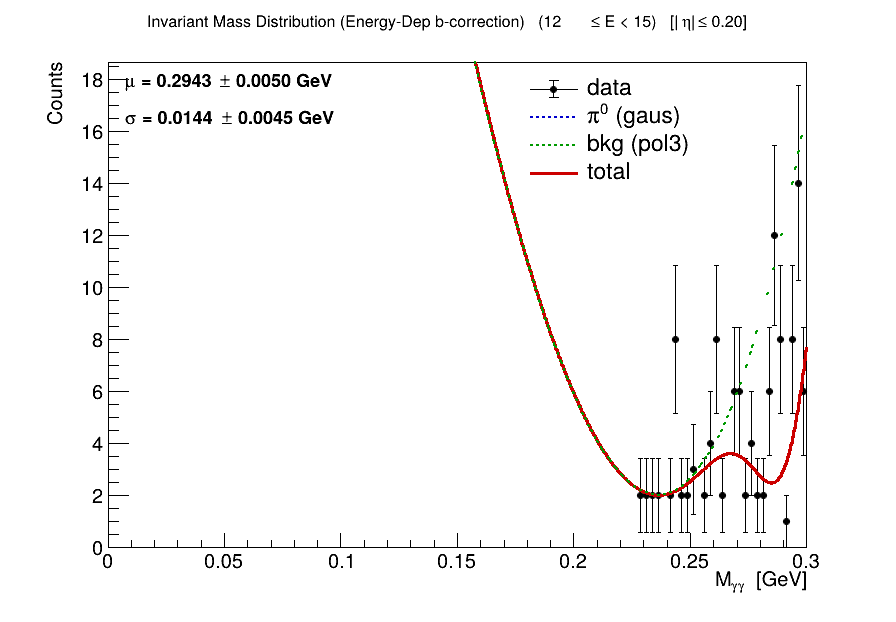 Invariant Mass Distribution (Energy-Dep b-correction) (12 ≤ E < 15) [|η| ≤ 0.20]
μ = 0.2943 ± 0.0050 GeV
σ = 0.0144 ± 0.0045 GeV
data
π⁰ (gaus)
bkg (pol3)
total
Counts
18
16
14
12
10
8
6
4
2
0
0 0.05 0.1 0.15 0.2 0.25 0.3
Mγγ [GeV]